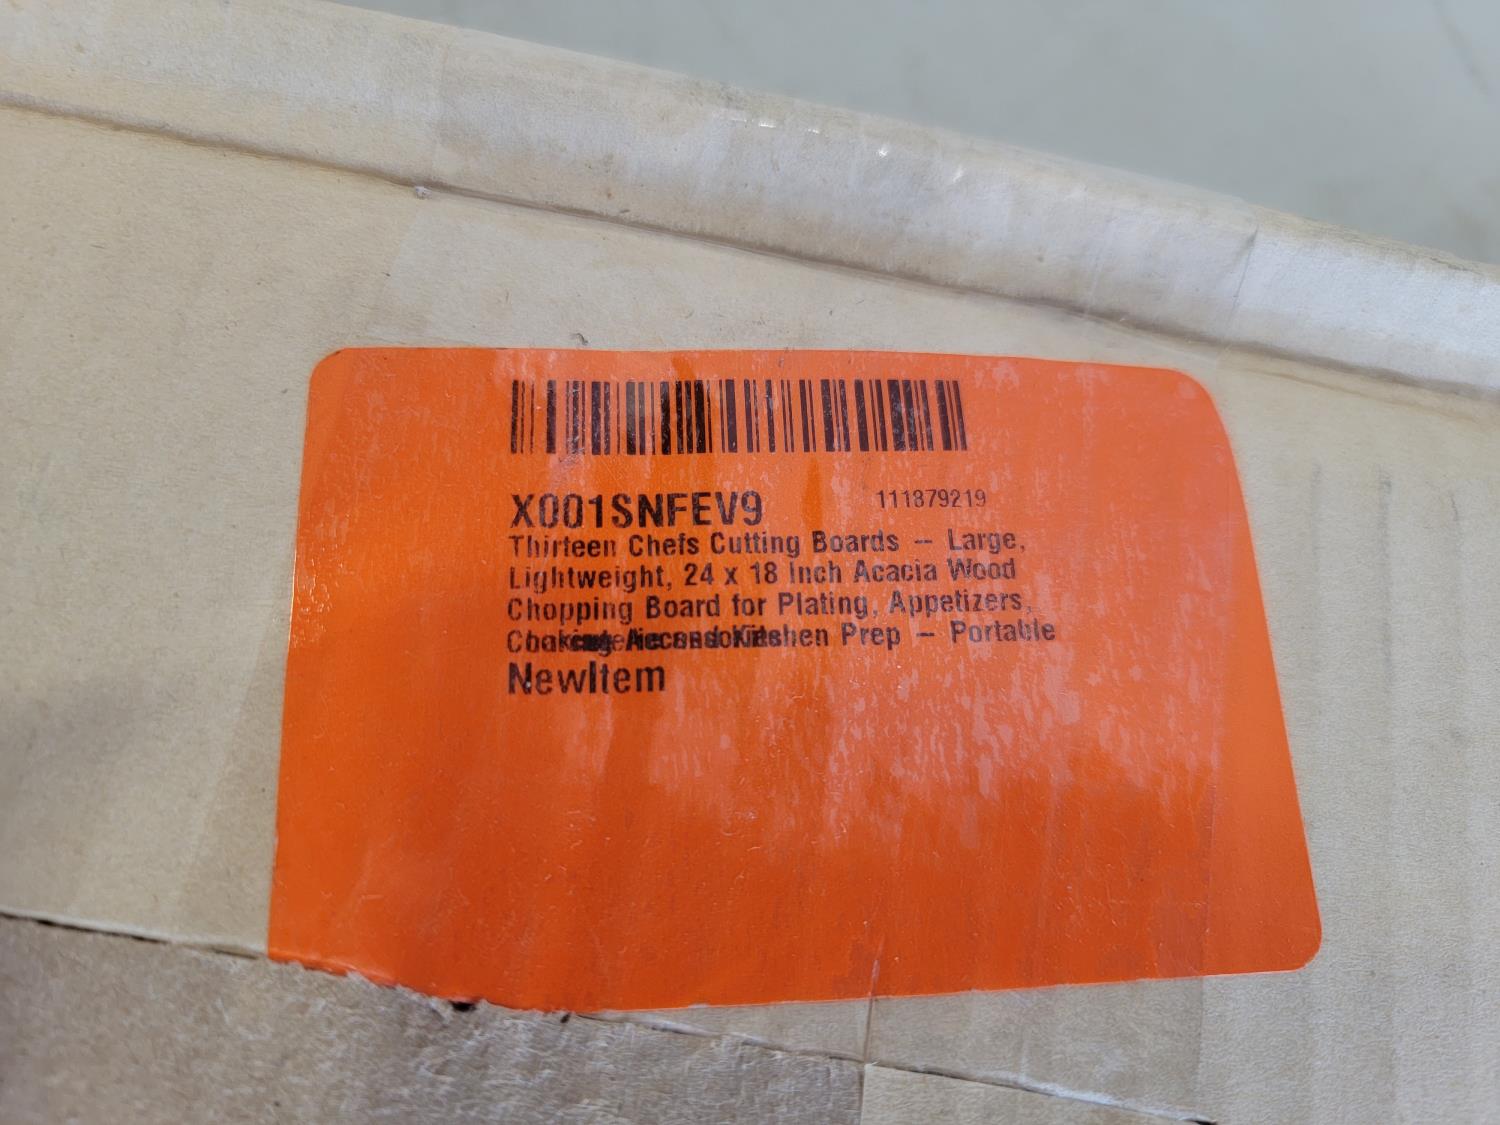 X001SNFEV9 111879219
Thirteen Chefs Cutting Boards -- Large,
Lightweight, 24 x 18 Inch Acacia Wood
Chopping Board for Plating, Appetizers,
Prep -- Portable
NewItem